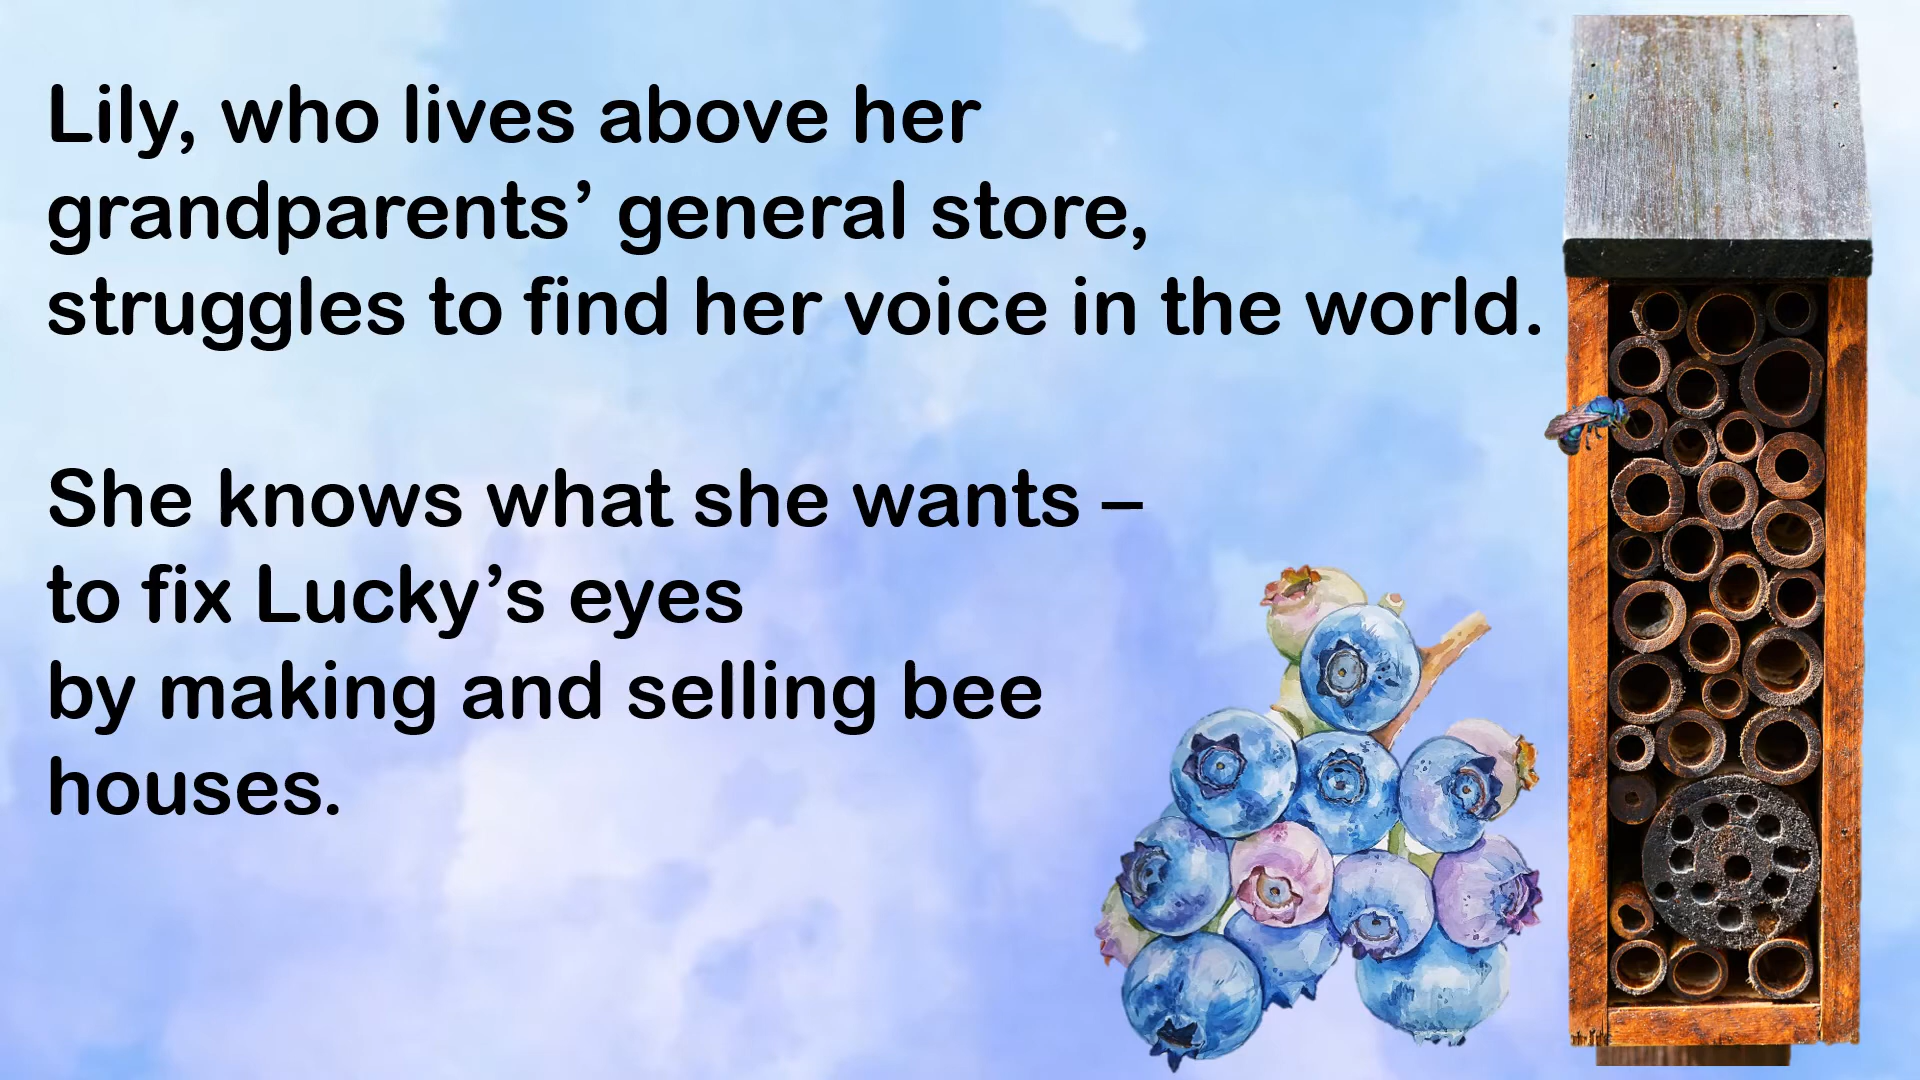 Lily, who lives above her
grandparents’ general store,
struggles to find her voice in the world.
She knows what she wants –
to fix Lucky’s eyes
by making and selling bee
houses.